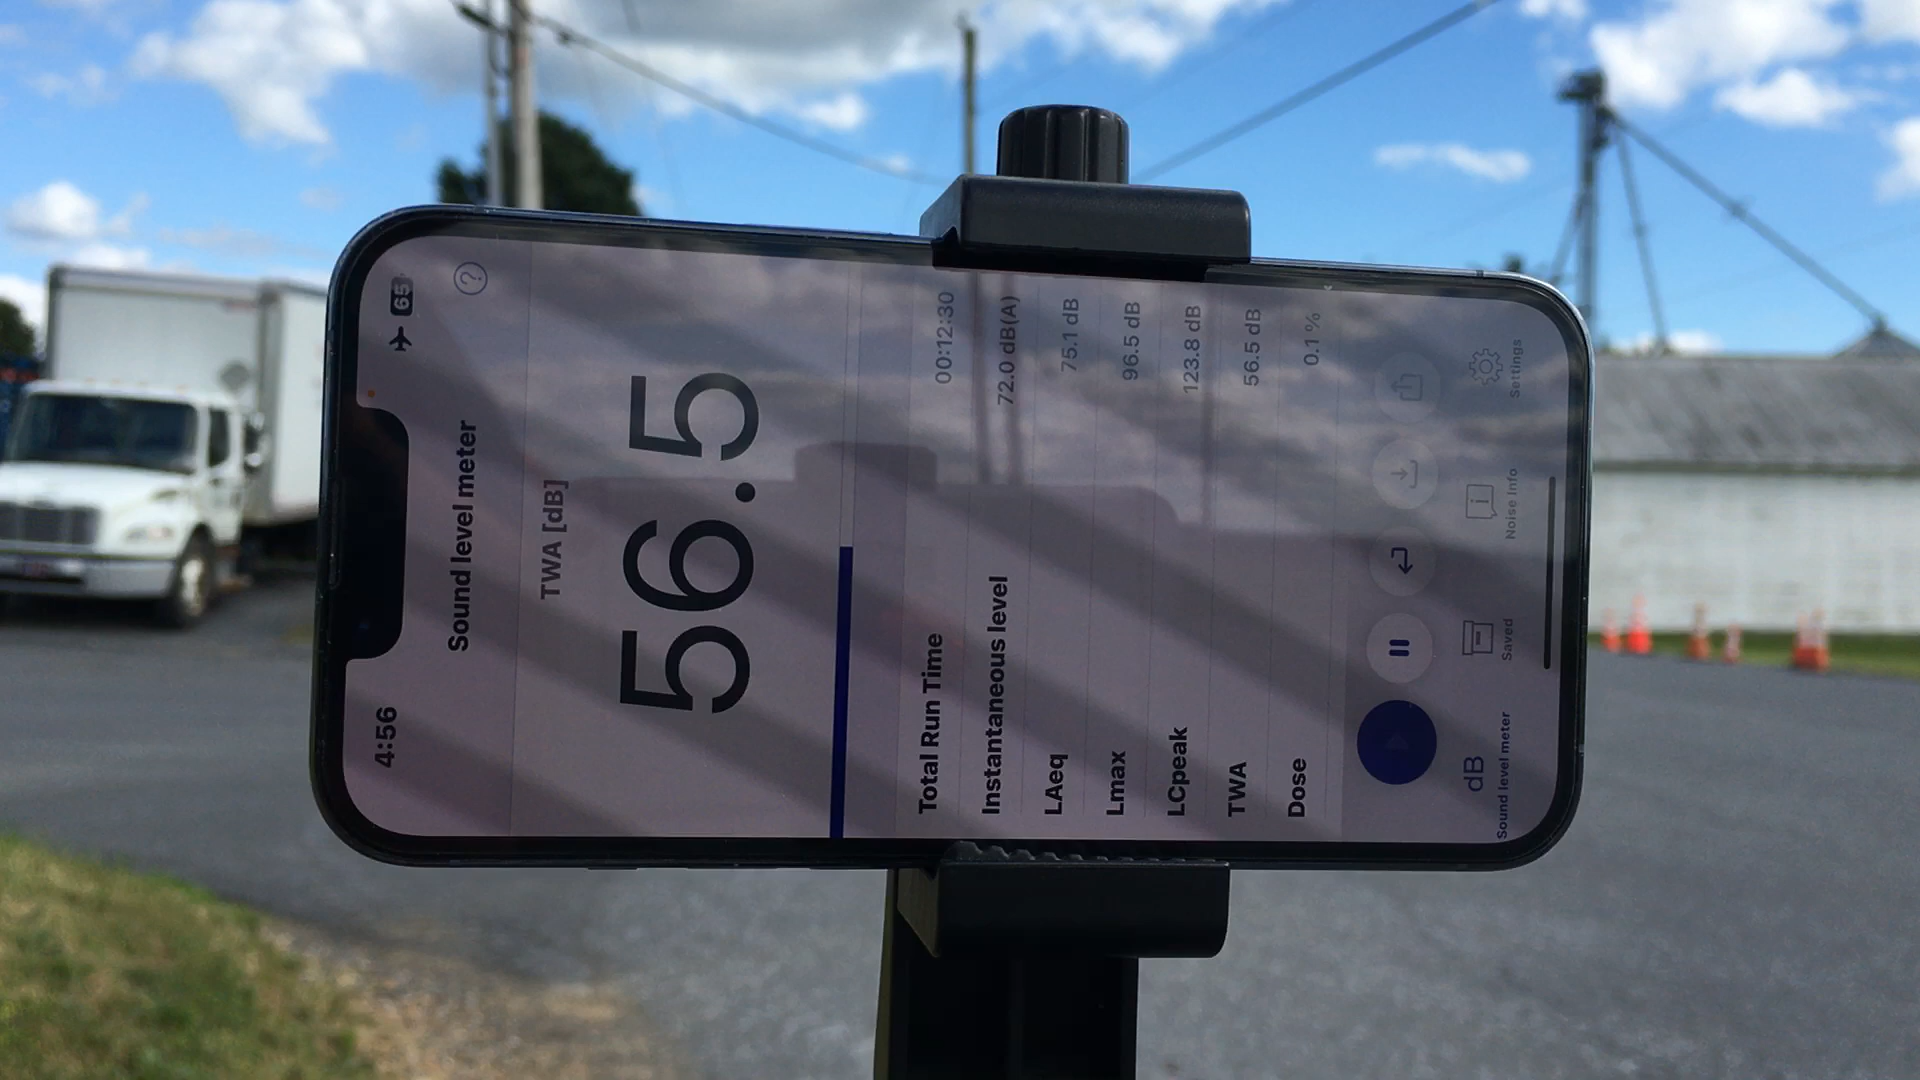 4:56
65
Sound level meter
?
TWA [dB]
56.5
Total Run Time 00:12:30
Instantaneous level 72.0 dB(A)
LAeq 75.1 dB
Lmax 96.5 dB
LCpeak 123.8 dB
TWA 56.5 dB
Dose 0.1 %
dB
Sound level meter Saved Noise Info Settings